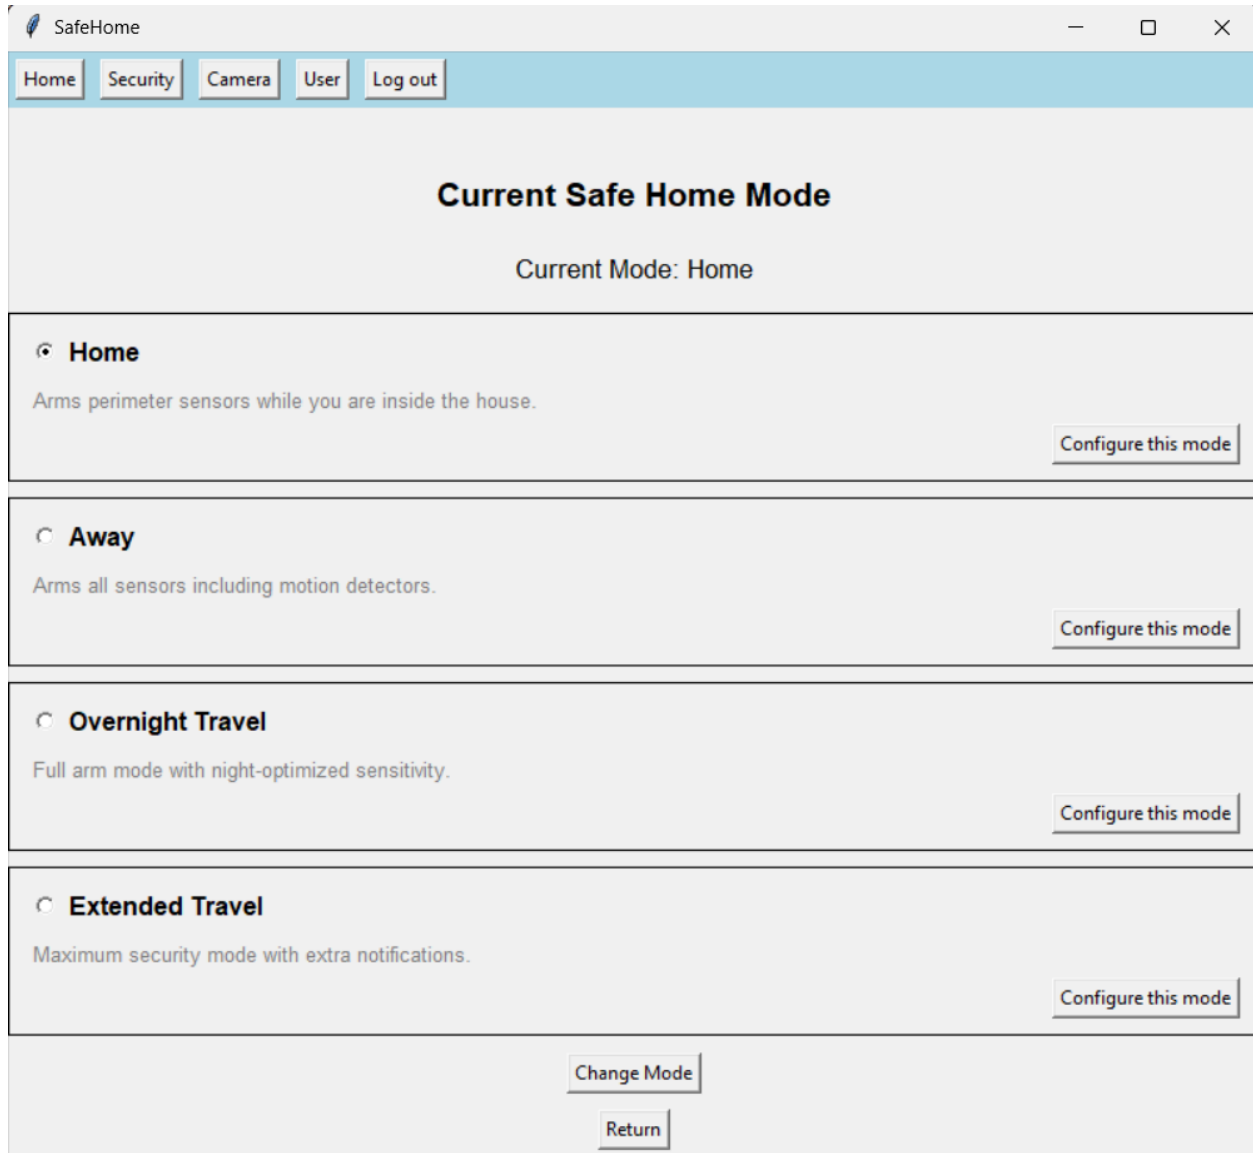 SafeHome
Home Security Camera User Log out
Current Safe Home Mode
Current Mode: Home
Home
Arms perimeter sensors while you are inside the house.
Configure this mode
Away
Arms all sensors including motion detectors.
Configure this mode
Overnight Travel
Full arm mode with night-optimized sensitivity.
Configure this mode
Extended Travel
Maximum security mode with extra notifications.
Configure this mode
Change Mode
Return